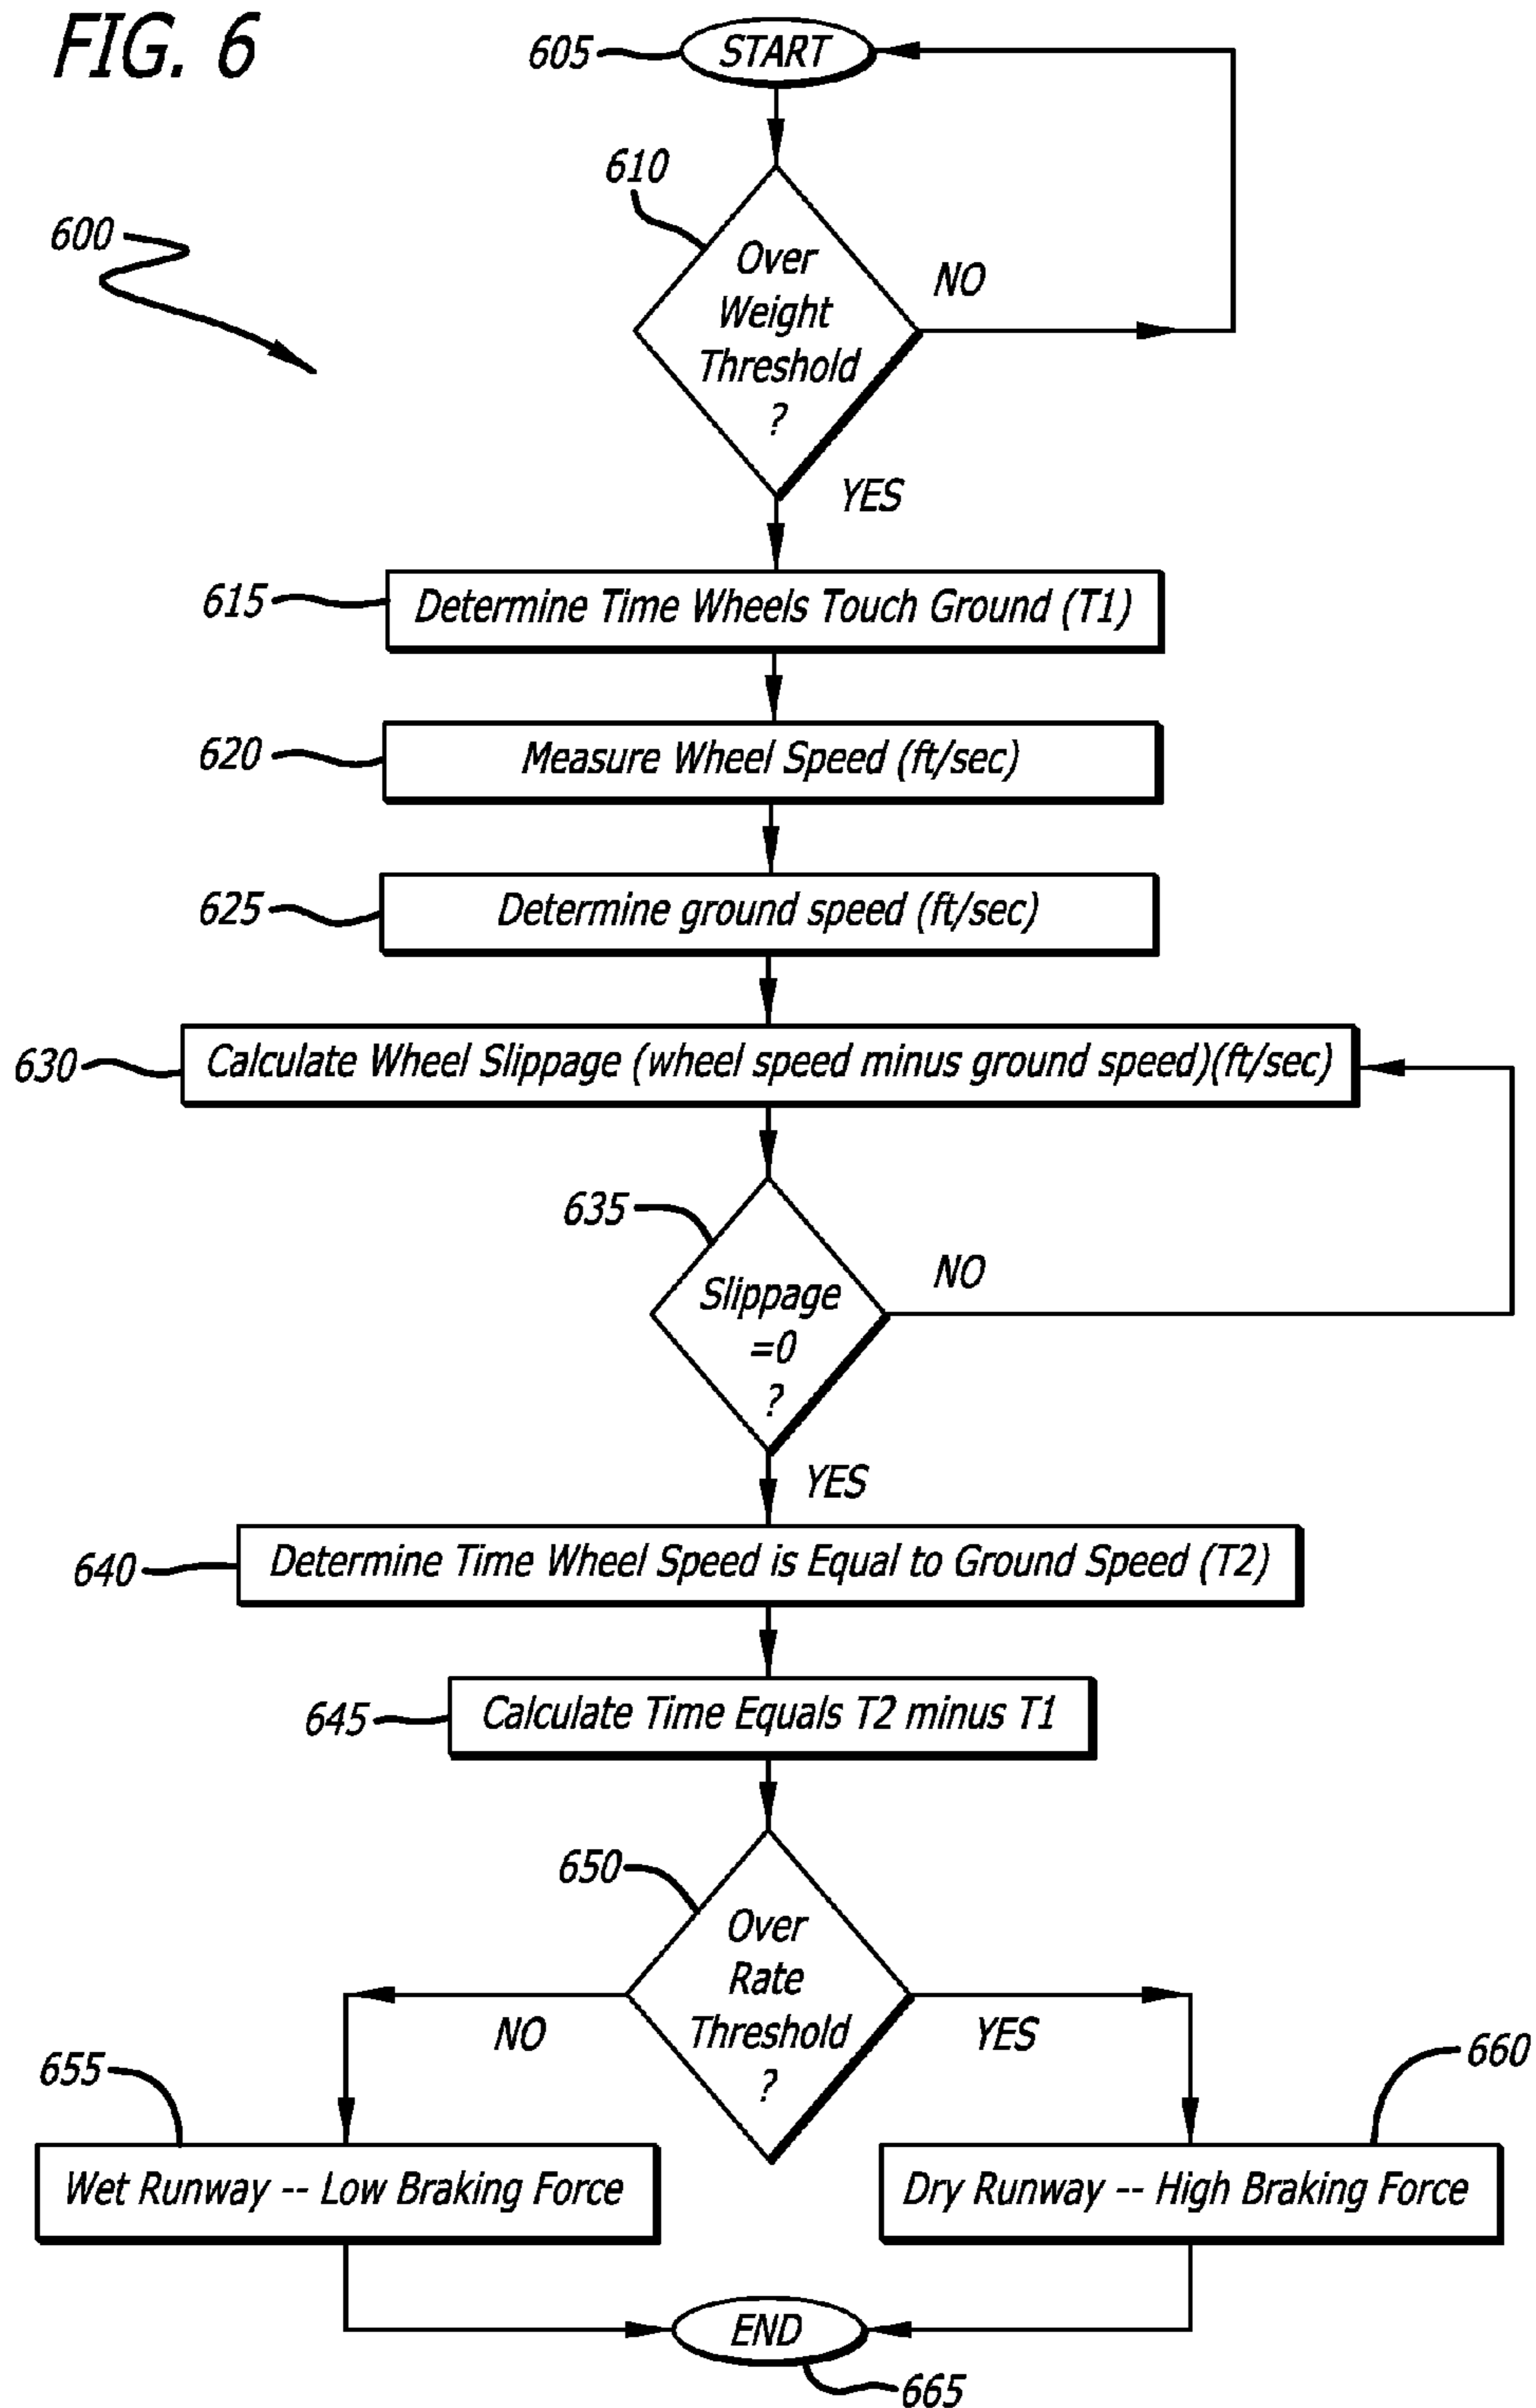 FIG. 6
605
START
610
600
Over
Weight
Threshold
?
NO
YES
615
Determine Time Wheels Touch Ground (T1)
620
Measure Wheel Speed (ft/sec)
625
Determine ground speed (ft/sec)
630
Calculate Wheel Slippage (wheel speed minus ground speed)(ft/sec)
635
Slippage
=0
?
NO
YES
640
Determine Time Wheel Speed is Equal to Ground Speed (T2)
645
Calculate Time Equals T2 minus T1
650
Over
Rate
Threshold
?
NO
YES
655
660
Wet Runway -- Low Braking Force
Dry Runway -- High Braking Force
END
665